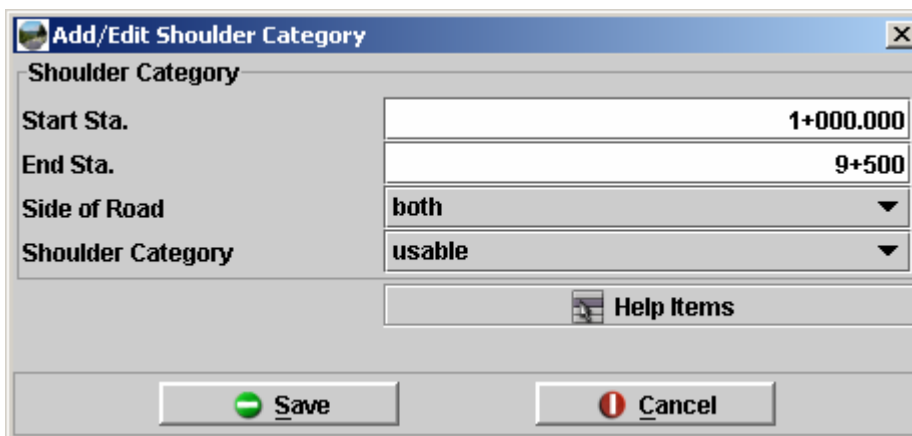 Add/Edit Shoulder Category
Shoulder Category
Start Sta. 1+000.000
End Sta. 9+500
Side of Road both
Shoulder Category usable
Help Items
Save Cancel